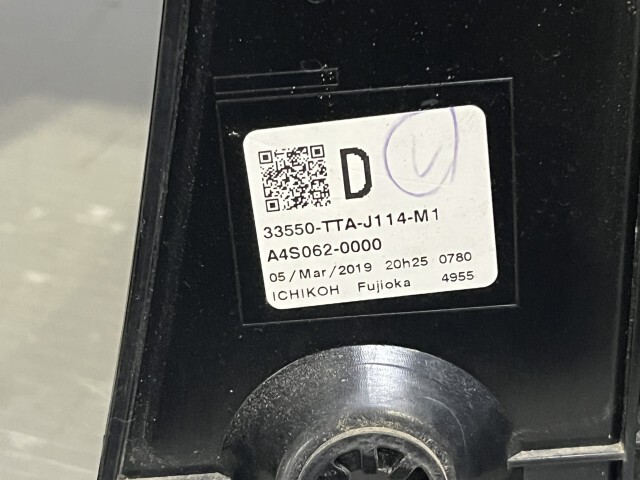 D
33550-TTA-J114-M1
A4S062-0000
05/Mar/2019 20h25 0780
ICHIKOH Fujioka 4955